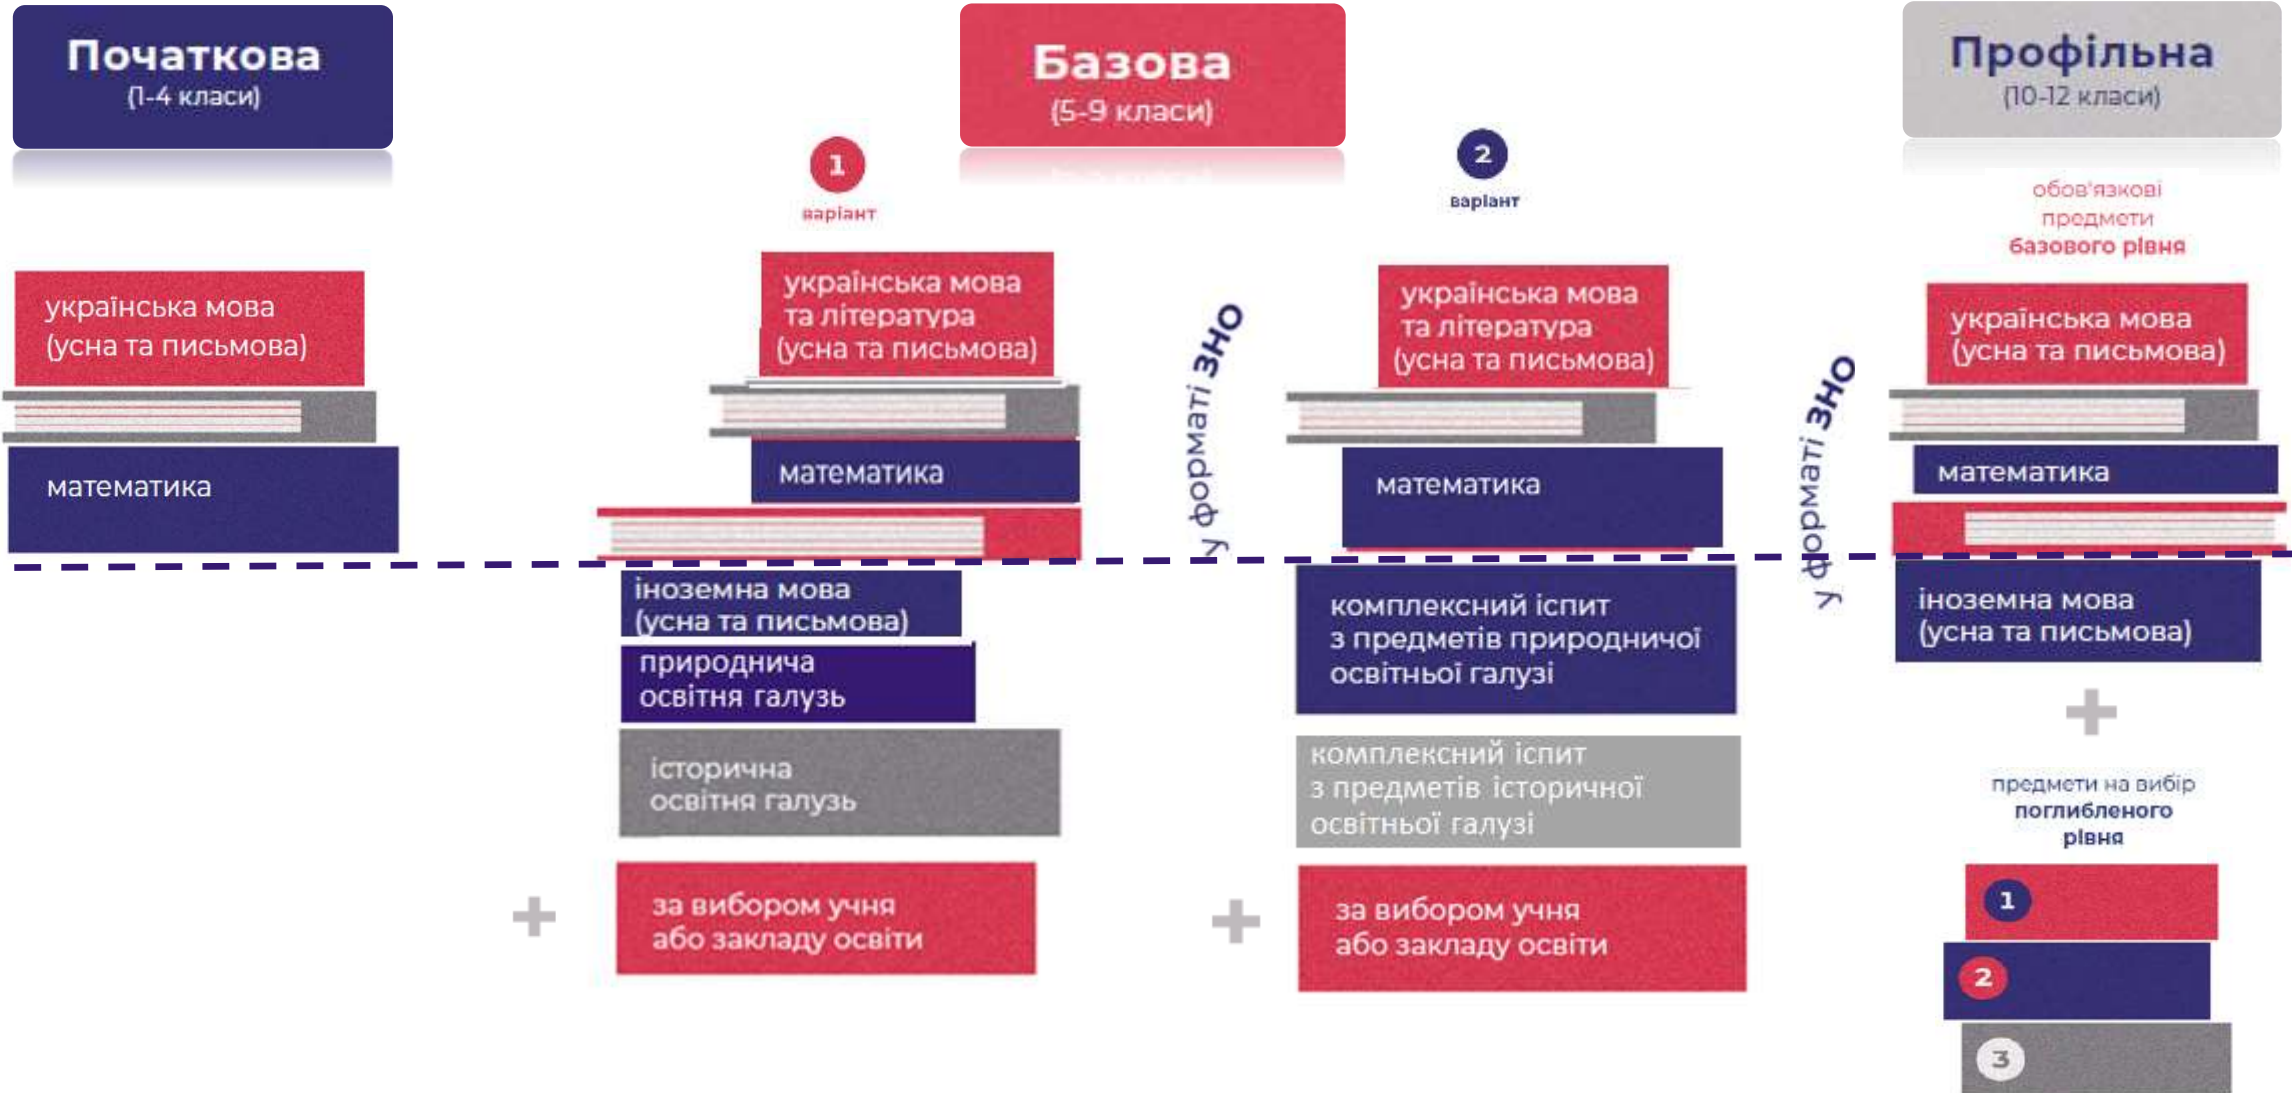 Початкова
(1-4 класи)
українська мова
(усна та письмова)
математика
Базова
(5-9 класи)
1
варіант
українська мова
та література
(усна та письмова)
математика
іноземна мова
(усна та письмова)
природнича
освітня галузь
історична
освітня галузь
+
за вибором учня
або закладу освіти
у форматі ЗНО
2
варіант
українська мова
та література
(усна та письмова)
математика
комплексний іспит
з предметів природничої
освітньої галузі
комплексний іспит
з предметів історичної
освітньої галузі
+
за вибором учня
або закладу освіти
у форматі ЗНО
Профільна
(10-12 класи)
обов'язкові
предмети
базового рівня
українська мова
(усна та письмова)
математика
іноземна мова
(усна та письмова)
+
предмети на вибір
поглибленого
рівня
1
2
3